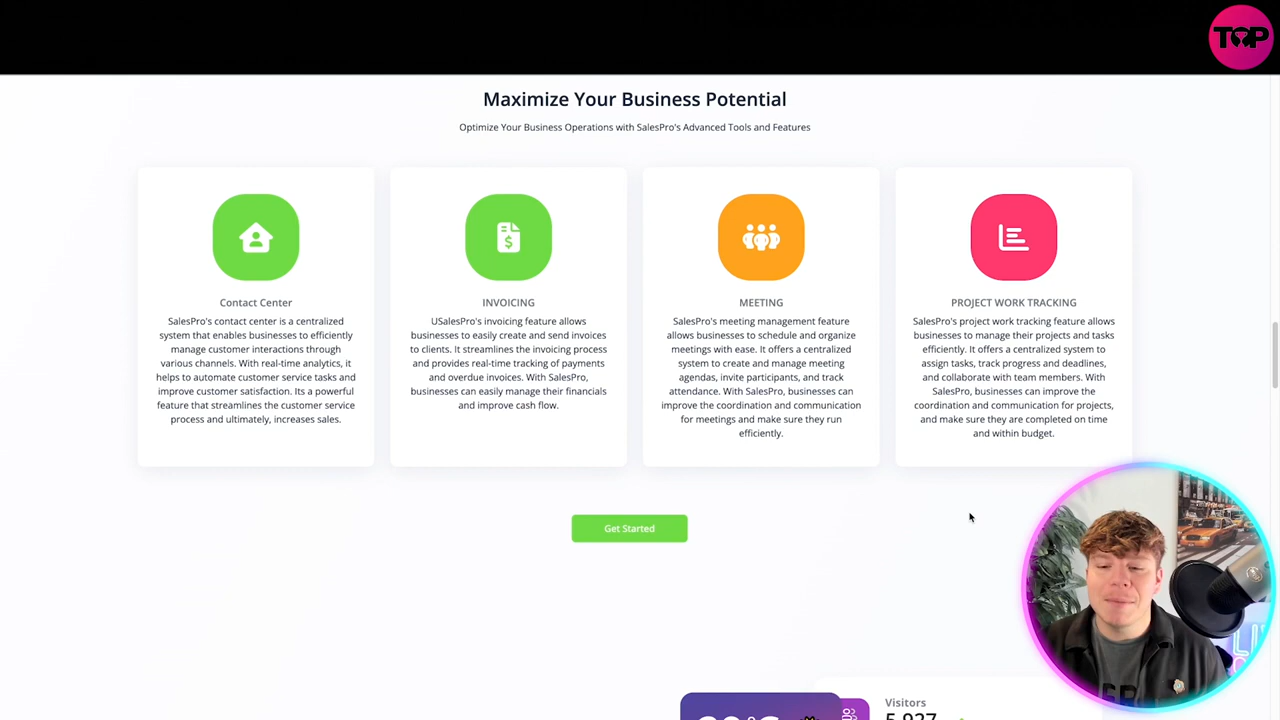 TOP
Maximize Your Business Potential
Optimize Your Business Operations with SalesPro's Advanced Tools and Features
Contact Center
SalesPro's contact center is a centralized
system that enables businesses to efficiently
manage customer interactions through
various channels. With real-time analytics, it
helps to automate customer service tasks and
improve customer satisfaction. Its a powerful
feature that streamlines the customer service
process and ultimately, increases sales.
INVOICING
USalesPro's invoicing feature allows
businesses to easily create and send invoices
to clients. It streamlines the invoicing process
and provides real-time tracking of payments
and overdue invoices. With SalesPro,
businesses can easily manage their financials
and improve cash flow.
MEETING
SalesPro's meeting management feature
allows businesses to schedule and organize
meetings with ease. It offers a centralized
system to create and manage meeting
agendas, invite participants, and track
attendance. With SalesPro, businesses can
improve the coordination and communication
for meetings and make sure they run
efficiently.
PROJECT WORK TRACKING
SalesPro's project work tracking feature allows
businesses to manage their projects and tasks
efficiently. It offers a centralized system to
assign tasks, track progress and deadlines,
and collaborate with team members. With
SalesPro, businesses can improve the
coordination and communication for projects,
and make sure they are completed on time
and within budget.
Get Started
Visitors
5,927